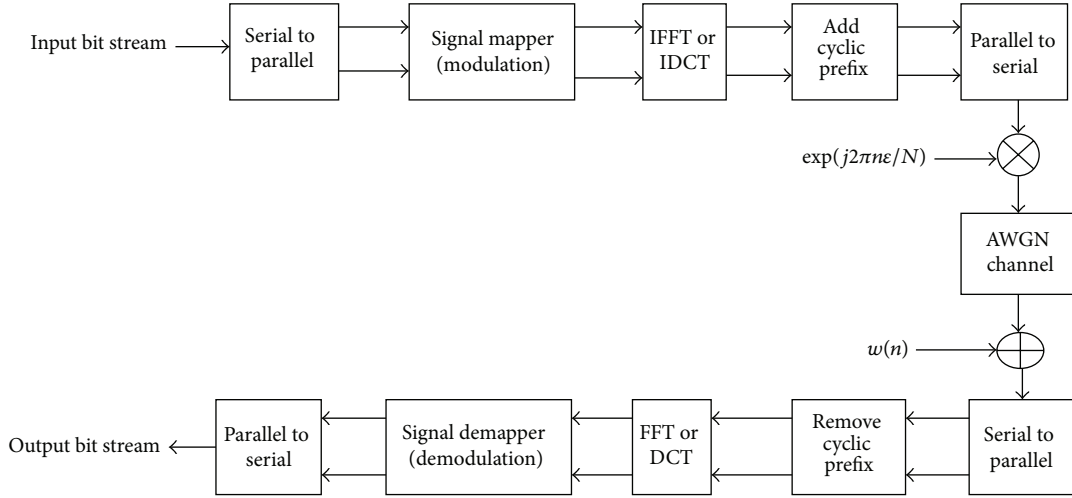 Input bit stream
Serial to
parallel
Signal mapper
(modulation)
IFFT or
IDCT
Add
cyclic
prefix
Parallel to
serial
exp(j2πnε/N)
AWGN
channel
w(n)
Output bit stream
Parallel to
serial
Signal demapper
(demodulation)
FFT or
DCT
Remove
cyclic
prefix
Serial to
parallel